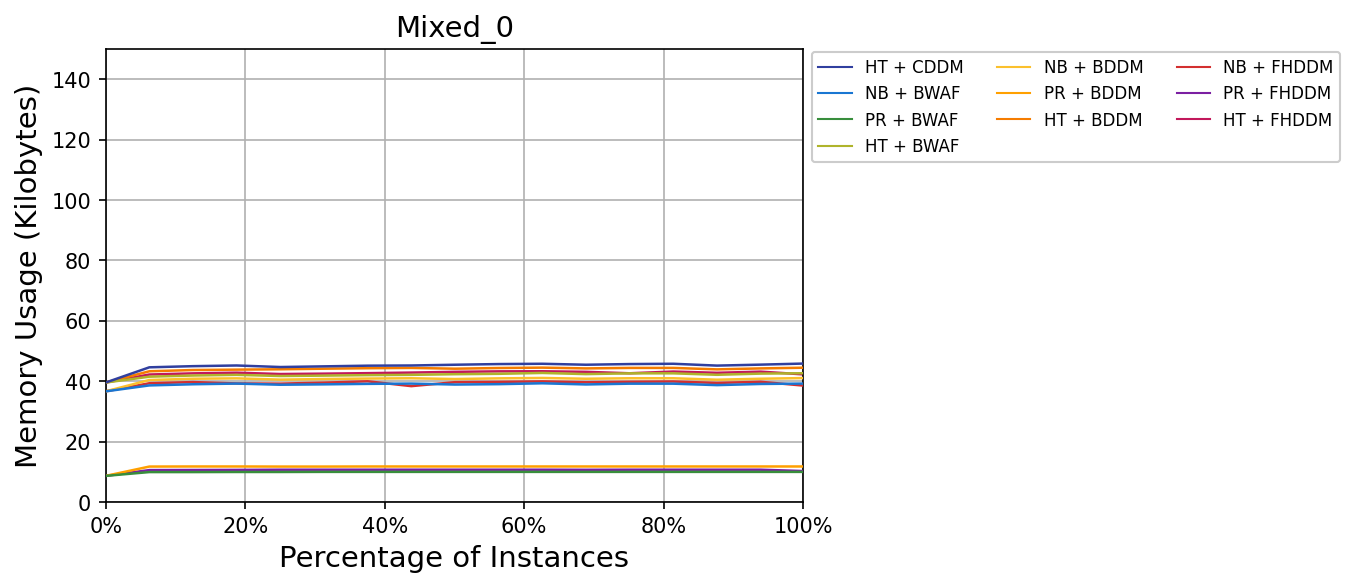 Mixed_0
Memory Usage (Kilobytes)
140
120
100
80
60
40
20
0
0% 20% 40% 60% 80% 100%
Percentage of Instances
HT + CDDM NB + BDDM NB + FHDDM
NB + BWAF PR + BDDM PR + FHDDM
PR + BWAF HT + BDDM HT + FHDDM
HT + BWAF